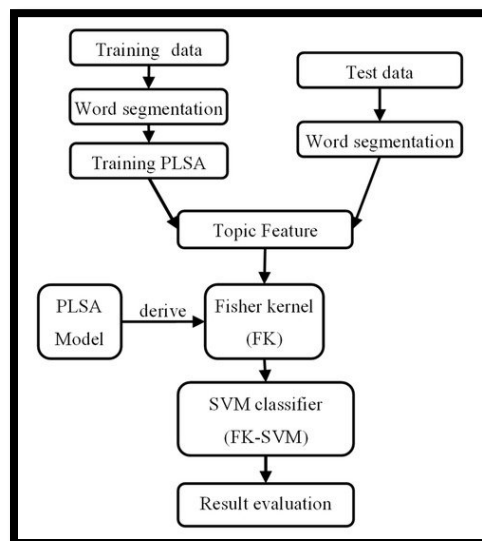 Training data
Test data
Word segmentation
Word segmentation
Training PLSA
Topic Feature
PLSA
Model
derive
Fisher kernel
(FK)
SVM classifier
(FK-SVM)
Result evaluation